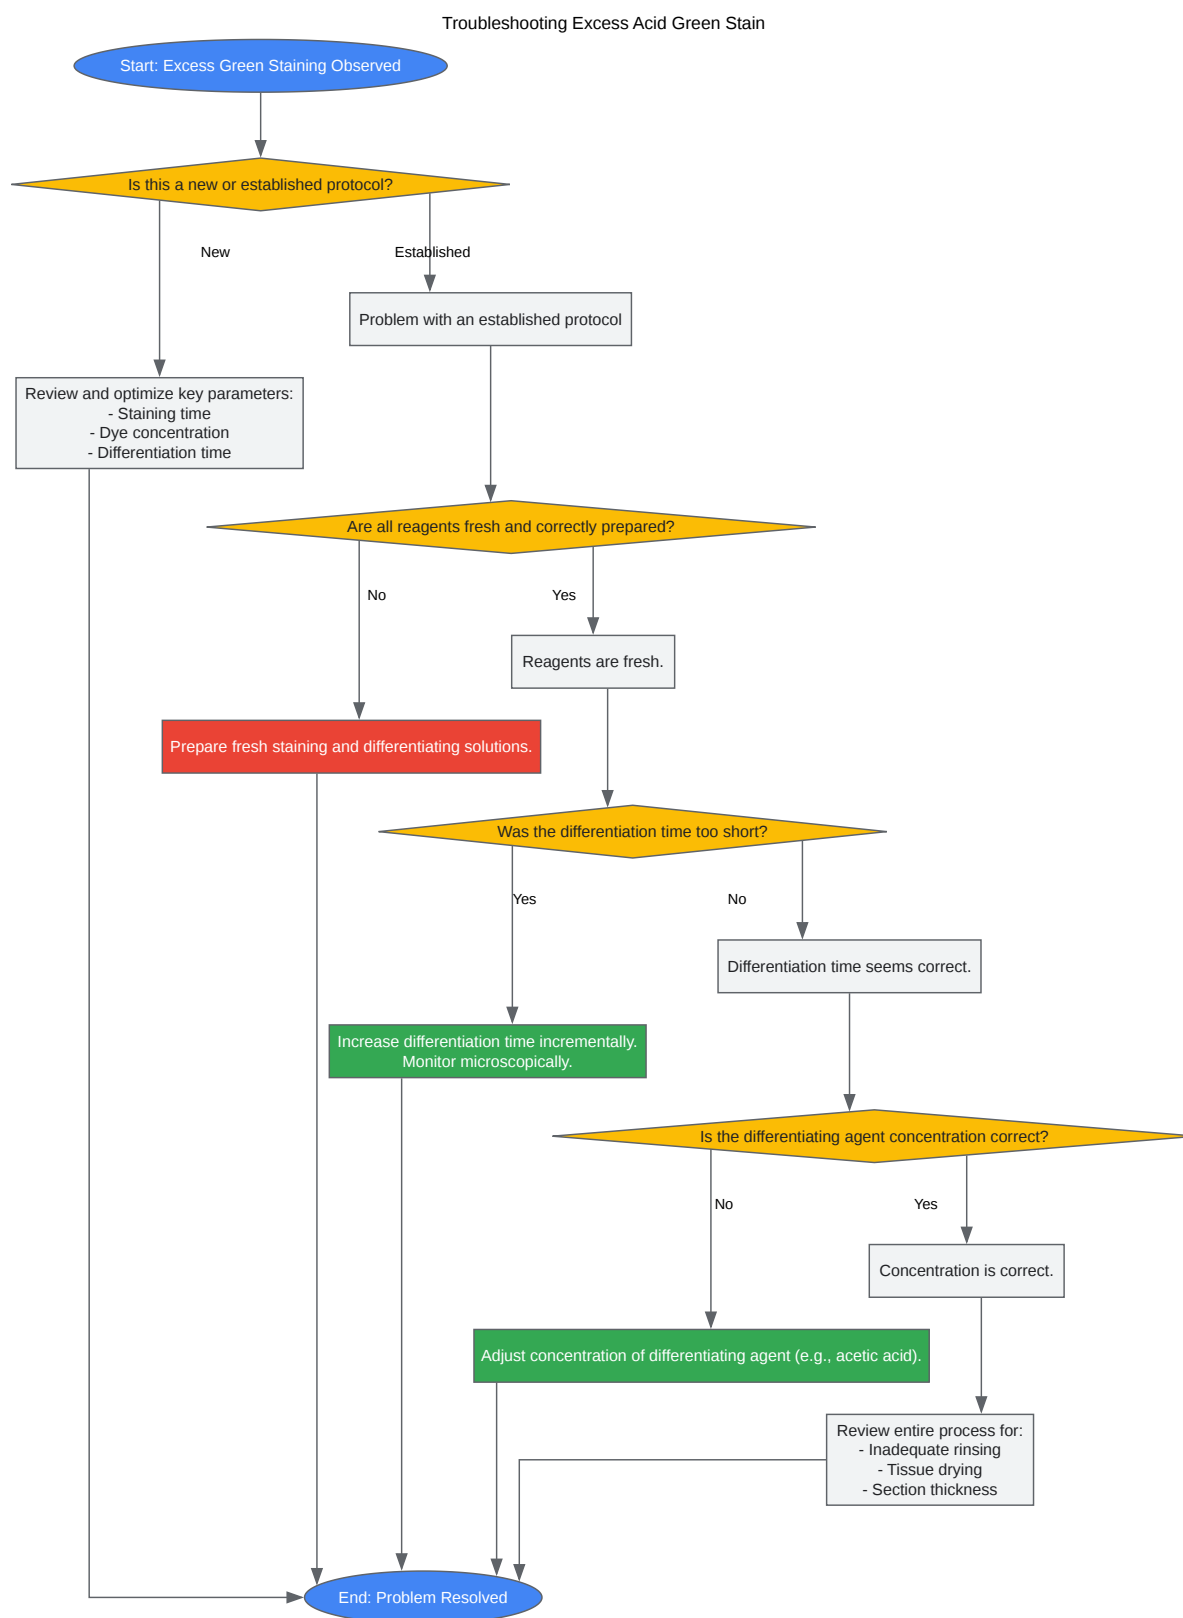 Troubleshooting Excess Acid Green Stain
Start: Excess Green Staining Observed
Is this a new or established protocol?
New
Established
Problem with an established protocol
Review and optimize key parameters:
- Staining time
- Dye concentration
- Differentiation time
Are all reagents fresh and correctly prepared?
No
Yes
Reagents are fresh.
Prepare fresh staining and differentiating solutions.
Was the differentiation time too short?
Yes
No
Differentiation time seems correct.
Increase differentiation time incrementally.
Monitor microscopically.
Is the differentiating agent concentration correct?
No
Yes
Concentration is correct.
Adjust concentration of differentiating agent (e.g., acetic acid).
Review entire process for:
- Inadequate rinsing
- Tissue drying
- Section thickness
End: Problem Resolved